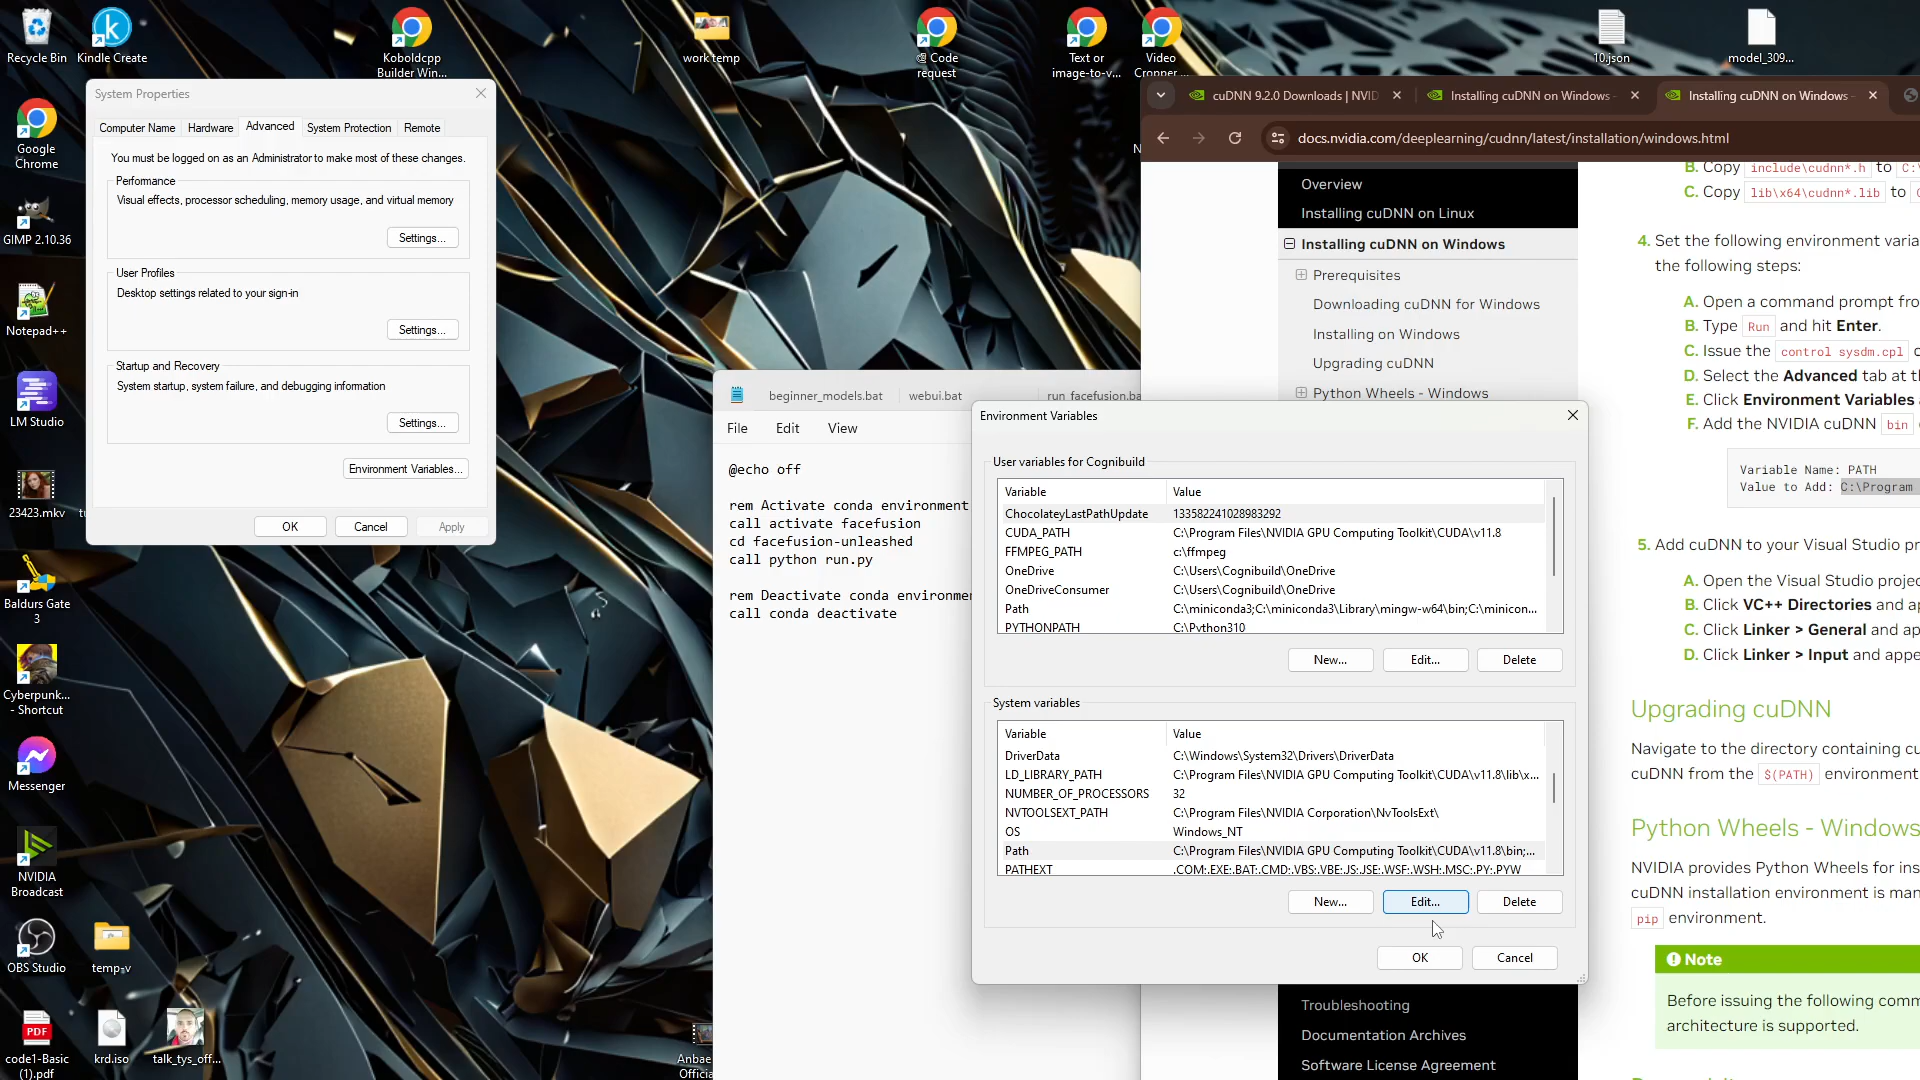 Recycle Bin
Kindle Create
Koboldcpp
Builder Win...
work temp
Code
request
Text or
image-to-v...
Video
Cropper ...
10.json
model_309...
Google
Chrome
GIMP 2.10.36
Notepad++
LM Studio
23423.mkv
Baldurs Gate
3
Cyberpunk...
- Shortcut
Messenger
NVIDIA
Broadcast
OBS Studio
temp-v
code1-Basic
(1).pdf
krd.iso
talk_tys_off...
Anbae
Officia
System Properties
Computer Name
Hardware
Advanced
System Protection
Remote
You must be logged on as an Administrator to make most of these changes.
Performance
Visual effects, processor scheduling, memory usage, and virtual memory
Settings...
User Profiles
Desktop settings related to your sign-in
Settings...
Startup and Recovery
System startup, system failure, and debugging information
Settings...
Environment Variables...
OK
Cancel
Apply
beginner_models.bat
webui.bat
run_facefusion.ba
File
Edit
View
@echo off
rem Activate conda environment
call activate facefusion
cd facefusion-unleashed
call python run.py
rem Deactivate conda environmen
call conda deactivate
cuDNN 9.2.0 Downloads | NVID
Installing cuDNN on Windows -
Installing cuDNN on Windows -
docs.nvidia.com/deeplearning/cudnn/latest/installation/windows.html
Overview
Installing cuDNN on Linux
Installing cuDNN on Windows
Prerequisites
Downloading cuDNN for Windows
Installing on Windows
Upgrading cuDNN
Python Wheels - Windows
Troubleshooting
Documentation Archives
Software License Agreement
B. Copy include\cudnn*.h to C:\
C. Copy lib\x64\cudnn*.lib to
4. Set the following environment varia
the following steps:
A. Open a command prompt fro
B. Type Run and hit Enter.
C. Issue the control sysdm.cpl c
D. Select the Advanced tab at th
E. Click Environment Variables a
F. Add the NVIDIA cuDNN bin
Variable Name: PATH
Value to Add: C:\Program
5. Add cuDNN to your Visual Studio pr
A. Open the Visual Studio projec
B. Click VC++ Directories and ap
C. Click Linker > General and ap
D. Click Linker > Input and appe
Upgrading cuDNN
Navigate to the directory containing cu
cuDNN from the $(PATH) environment
Python Wheels - Windows
NVIDIA provides Python Wheels for ins
cuDNN installation environment is man
pip environment.
Note
Before issuing the following comm
architecture is supported.
Environment Variables
User variables for Cognibuild
Variable Value
ChocolateyLastPathUpdate 133582241028983292
CUDA_PATH C:\Program Files\NVIDIA GPU Computing Toolkit\CUDA\v11.8
FFMPEG_PATH c:\ffmpeg
OneDrive C:\Users\Cognibuild\OneDrive
OneDriveConsumer C:\Users\Cognibuild\OneDrive
Path C:\miniconda3;C:\miniconda3\Library\mingw-w64\bin;C:\minicon...
PYTHONPATH C:\Python310
New...
Edit...
Delete
System variables
Variable Value
DriverData C:\Windows\System32\Drivers\DriverData
LD_LIBRARY_PATH C:\Program Files\NVIDIA GPU Computing Toolkit\CUDA\v11.8\lib\x...
NUMBER_OF_PROCESSORS 32
NVTOOLSEXT_PATH C:\Program Files\NVIDIA Corporation\NvToolsExt\
OS Windows_NT
Path C:\Program Files\NVIDIA GPU Computing Toolkit\CUDA\v11.8\bin;...
PATHEXT .COM;.EXE;.BAT;.CMD;.VBS;.VBE;.JS;.JSE;.WSF;.WSH;.MSC;.PY;.PYW
New...
Edit...
Delete
OK
Cancel